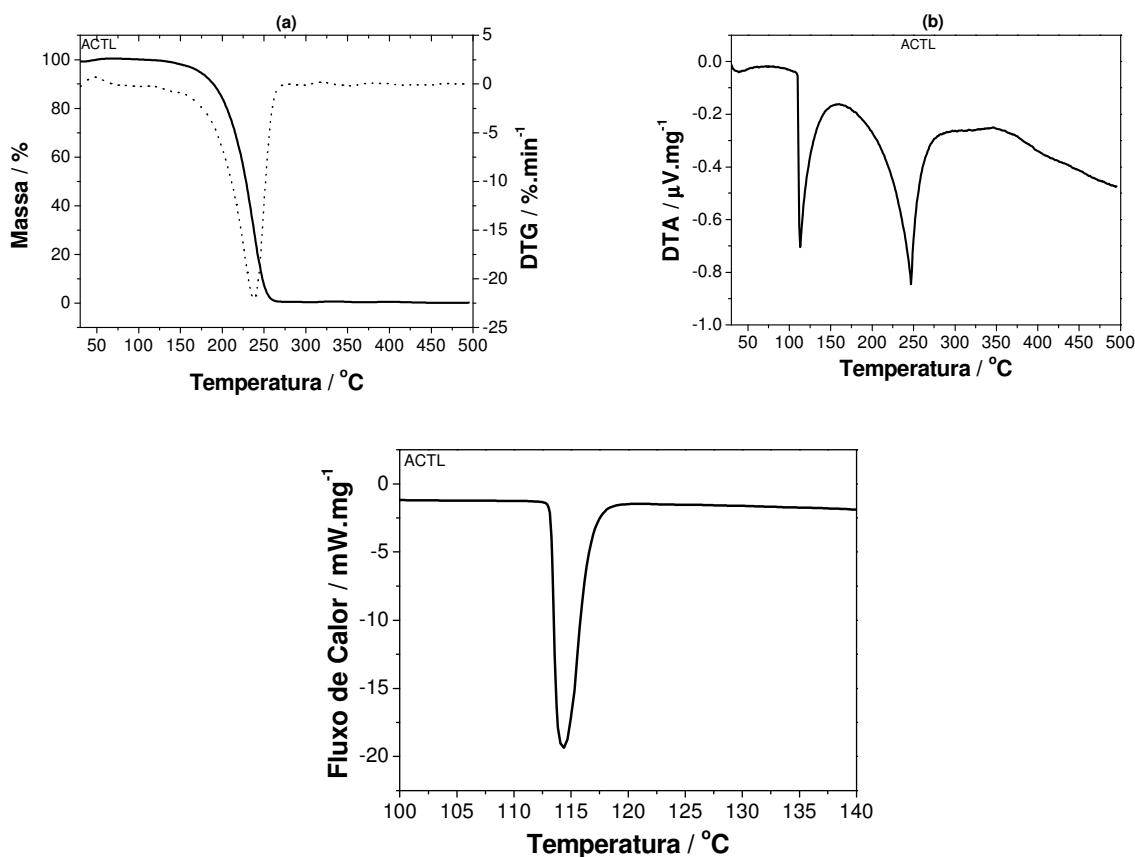 (a)
ACTL
100
80
60
40
20
0
Massa / %
5
0
-5
-10
-15
-20
-25
DTG / %.min⁻¹
50 100 150 200 250 300 350 400 450 500
Temperatura / °C
(b)
ACTL
0.0
-0.2
-0.4
-0.6
-0.8
-1.0
DTA / µV.mg⁻¹
50 100 150 200 250 300 350 400 450 500
Temperatura / °C
ACTL
0
-5
-10
-15
-20
Fluxo de Calor / mW.mg⁻¹
100 105 110 115 120 125 130 135 140
Temperatura / °C